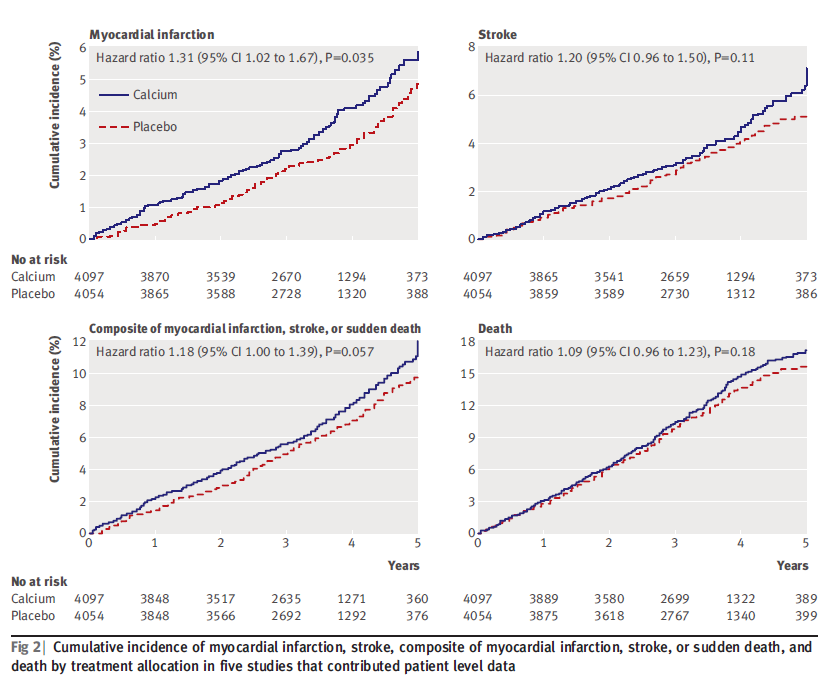 Myocardial infarction
Cumulative incidence (%)
6
5
4
3
2
1
0
Hazard ratio 1.31 (95% CI 1.02 to 1.67), P=0.035
Calcium
Placebo
Stroke
8
6
4
2
0
Hazard ratio 1.20 (95% CI 0.96 to 1.50), P=0.11
No at risk
Calcium 4097 3870 3539 2670 1294 373 4097 3865 3541 2659 1294 373
Placebo 4054 3865 3588 2728 1320 388 4054 3859 3589 2730 1312 386
Composite of myocardial infarction, stroke, or sudden death
Cumulative incidence (%)
12
10
8
6
4
2
0
Hazard ratio 1.18 (95% CI 1.00 to 1.39), P=0.057
0 1 2 3 4 5
Years
Death
18
15
12
9
6
3
0
Hazard ratio 1.09 (95% CI 0.96 to 1.23), P=0.18
0 1 2 3 4 5
Years
No at risk
Calcium 4097 3848 3517 2635 1271 360 4097 3889 3580 2699 1322 389
Placebo 4054 3848 3566 2692 1292 376 4054 3875 3618 2767 1340 399
Fig 2| Cumulative incidence of myocardial infarction, stroke, composite of myocardial infarction, stroke, or sudden death, and
death by treatment allocation in five studies that contributed patient level data